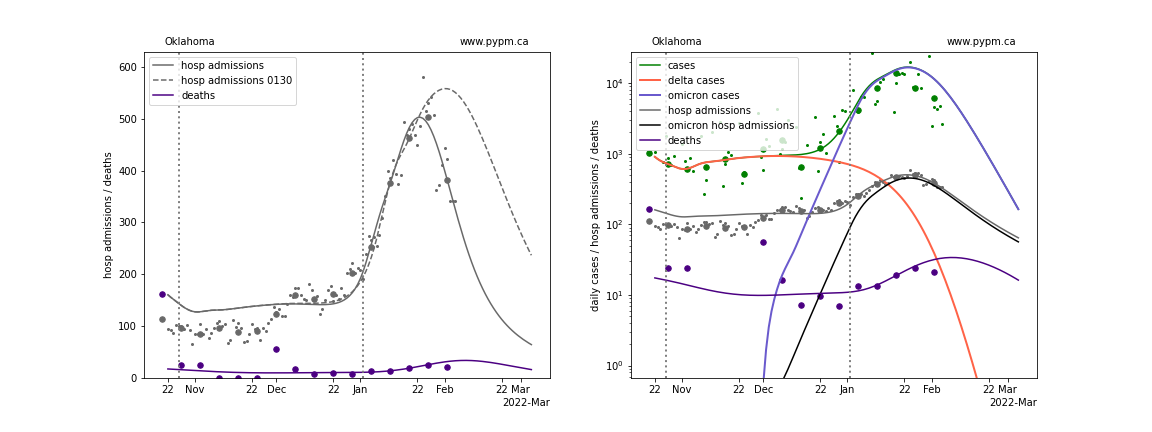 Oklahoma
www.pypm.ca
hosp admissions
hosp admissions 0130
deaths
hosp admissions / deaths
600
500
400
300
200
100
0
22 Nov 22 Dec 22 Jan 22 Feb 22 Mar
2022-Mar
Oklahoma
www.pypm.ca
cases
delta cases
omicron cases
hosp admissions
omicron hosp admissions
deaths
daily cases / hosp admissions / deaths
10⁴
10³
10²
10¹
10⁰
22 Nov 22 Dec 22 Jan 22 Feb 22 Mar
2022-Mar